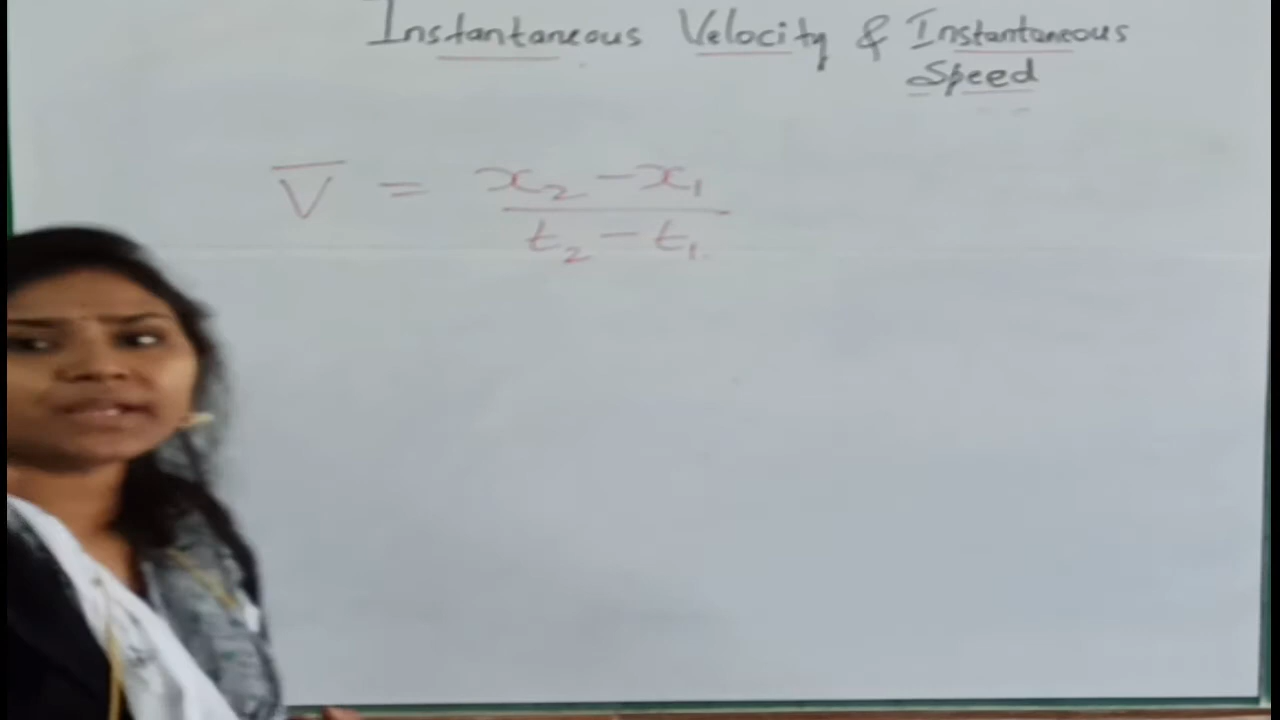 Instantaneous Velocity & Instantaneous
Speed
V̅ = x₂ - x₁
t₂ - t₁